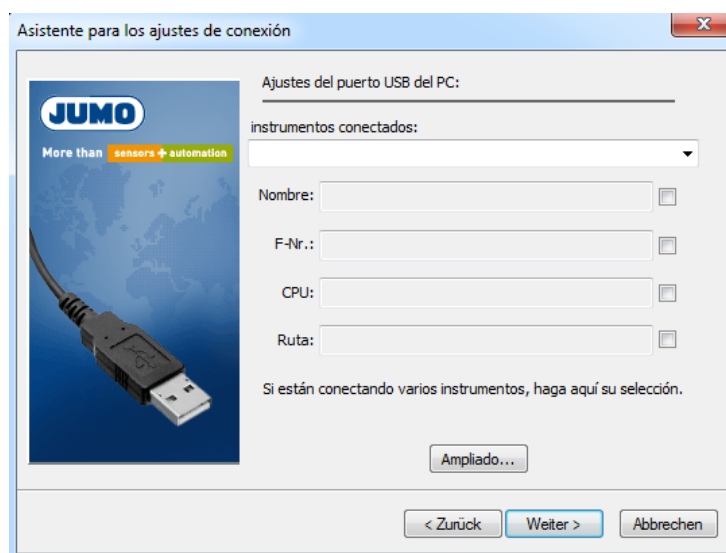 Asistente para los ajustes de conexión
JUMO
More than sensors + automation
Ajustes del puerto USB del PC:
instrumentos conectados:
Nombre:
F-Nr.:
CPU:
Ruta:
Si están conectando varios instrumentos, haga aquí su selección.
Ampliado...
< Zurück Weiter > Abbrechen